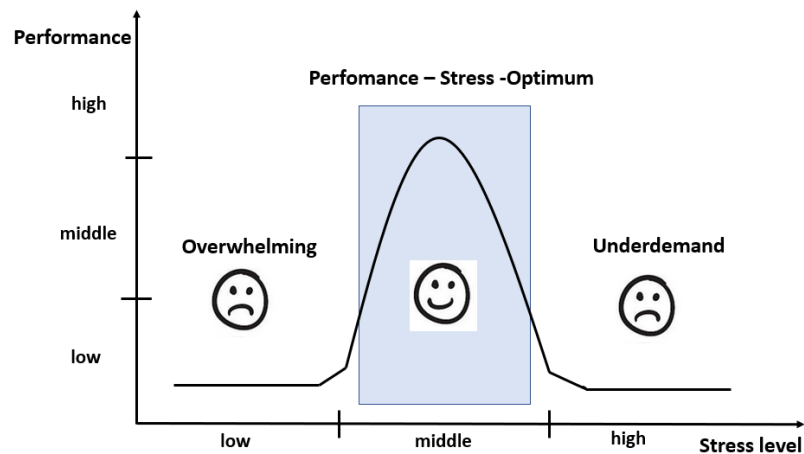 Performance
Perfomance – Stress -Optimum
high
middle
Overwhelming
Underdemand
low
low
middle
high
Stress level